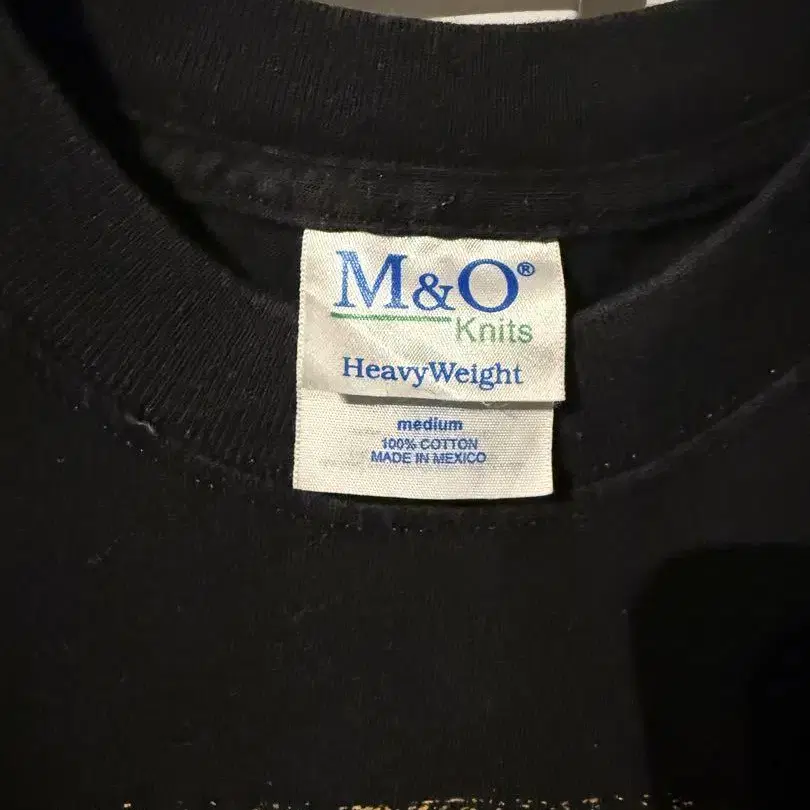 M&O®
Knits
HeavyWeight
medium
100% COTTON
MADE IN MEXICO